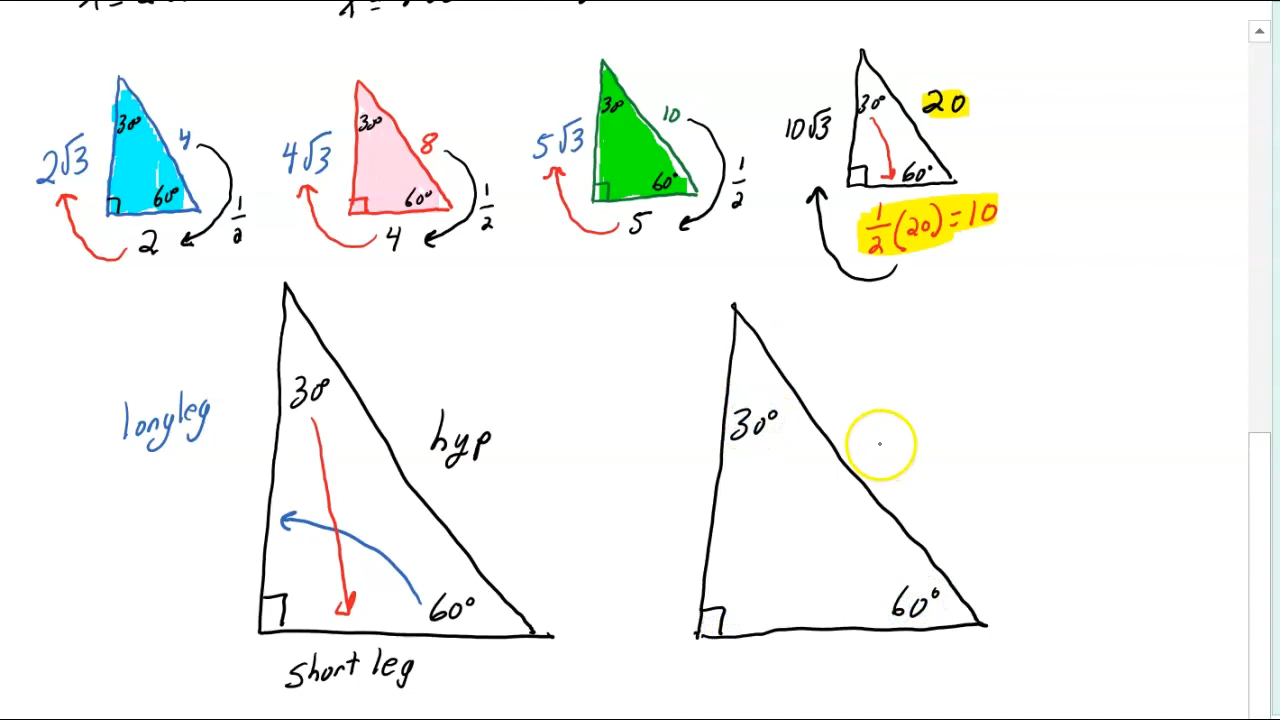 30° 4 60° 2√3 2 1/2
30° 8 60° 4√3 4 1/2
30° 10 60° 5√3 5 1/2
30° 20 60° 10√3
1/2(20)=10
30°
long leg
hyp
60°
short leg
30°
60°